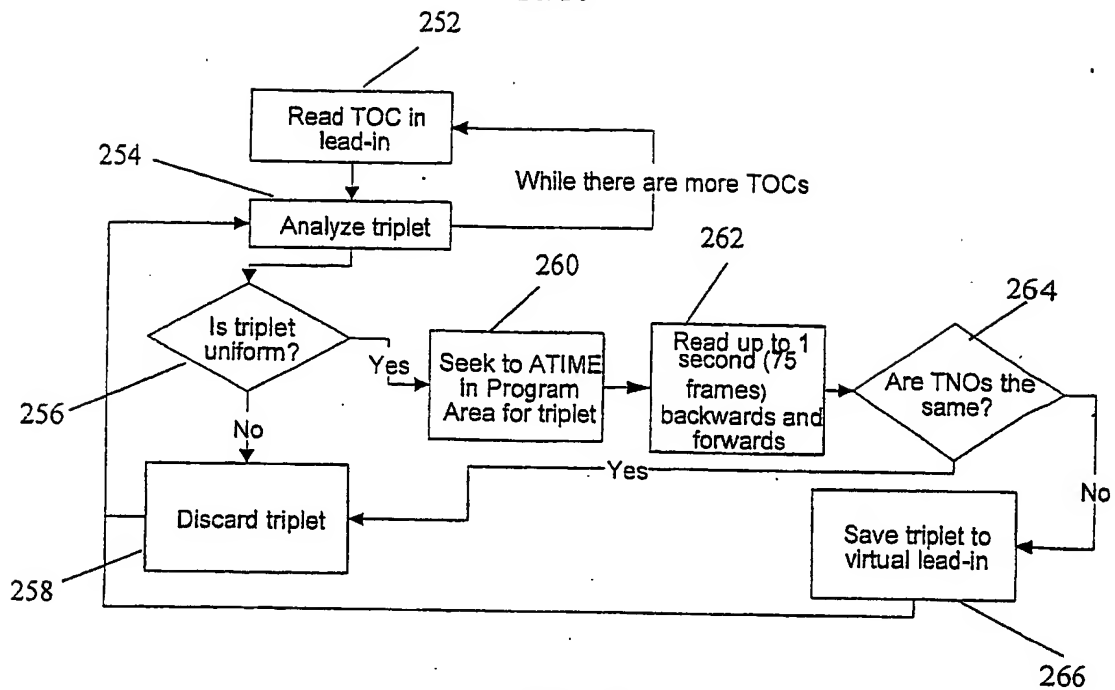 252
Read TOC in
lead-in
254
While there are more TOCs
Analyze triplet
262
260
264
Is triplet
uniform?
Yes
Seek to ATIME
in Program
Area for triplet
Read up to 1
second (75
frames)
backwards and
forwards
Are TNOs the
same?
256
No
Yes
No
Discard triplet
Save triplet to
virtual lead-in
258
266